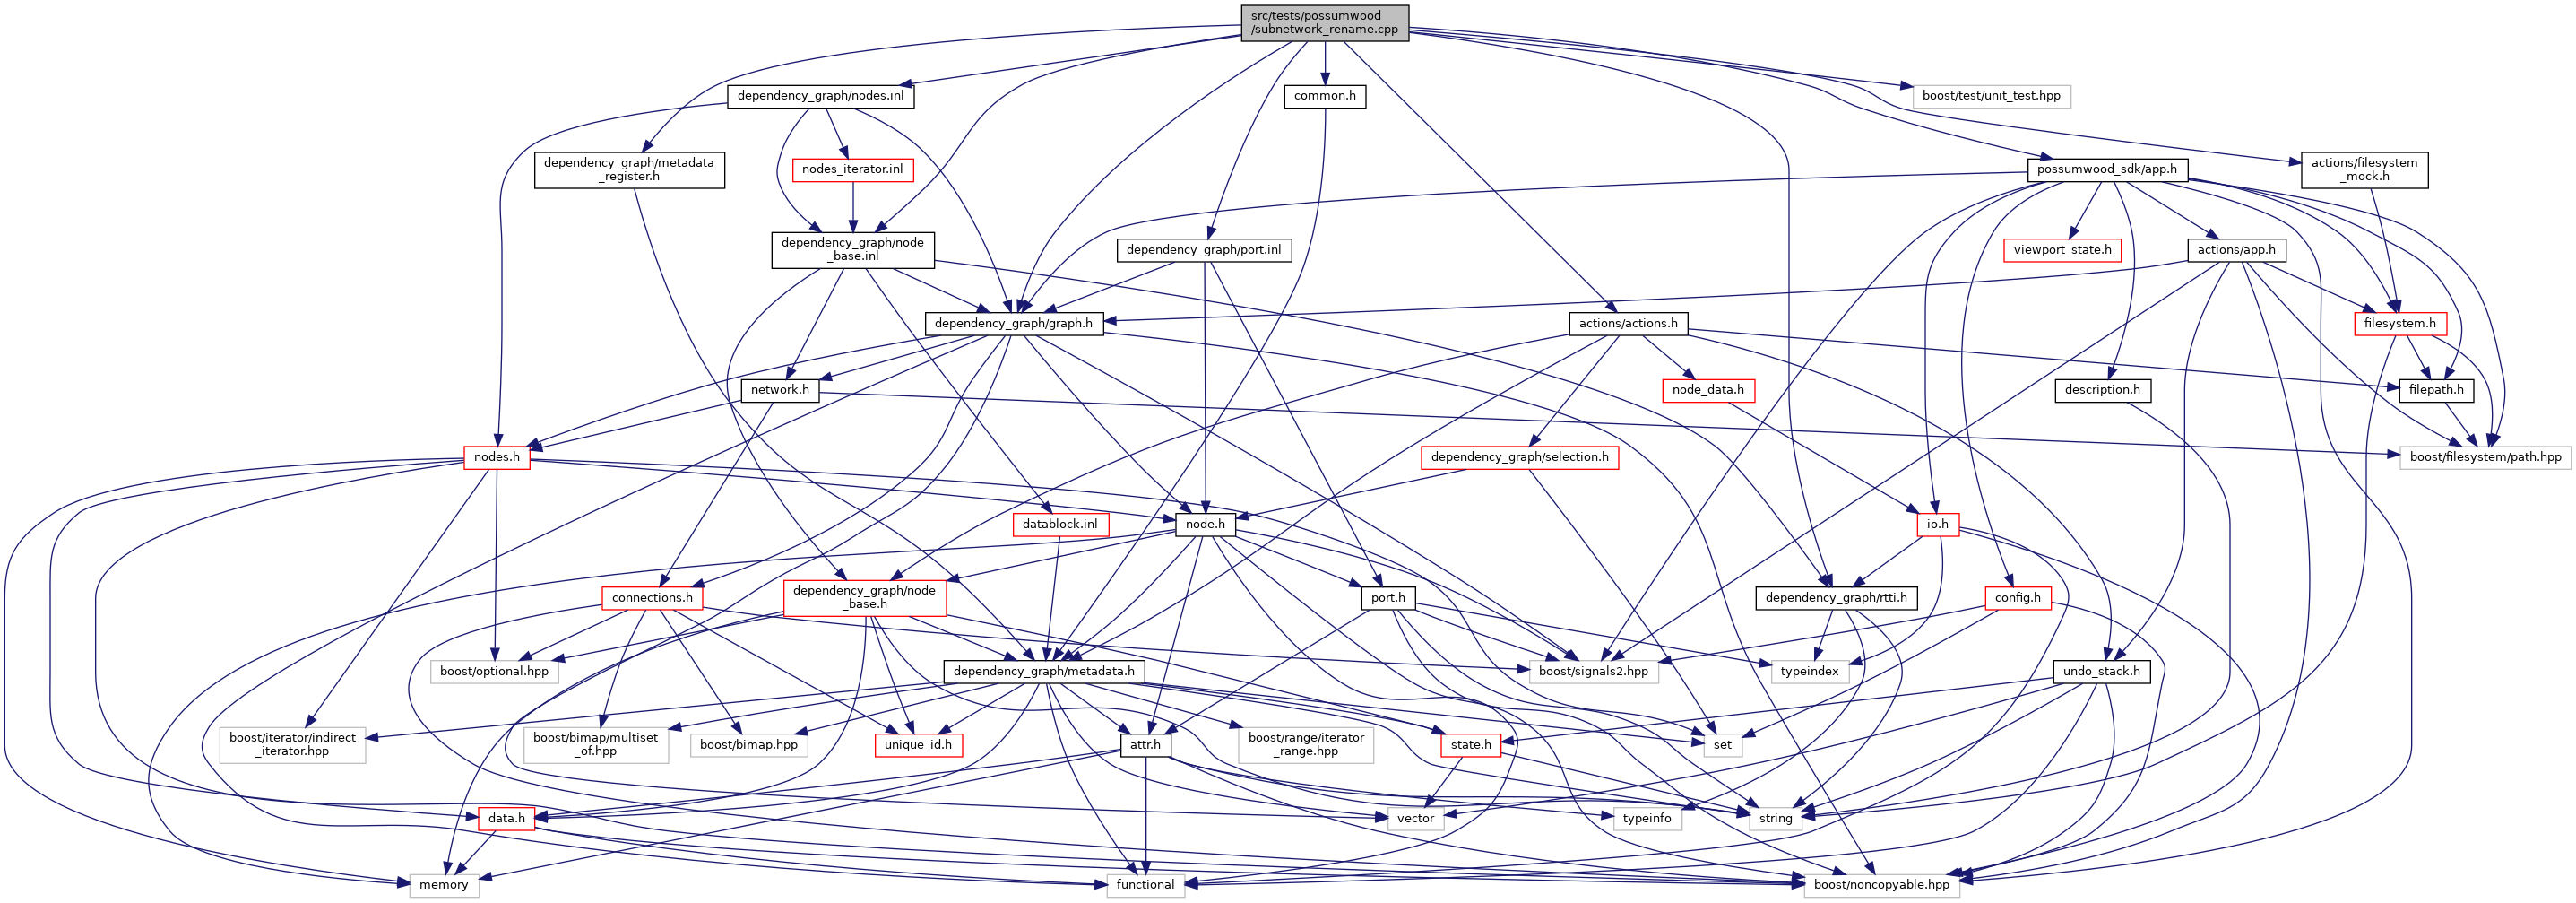 src/tests/possumwood
/subnetwork_rename.cpp
dependency_graph/nodes.inl
common.h
boost/test/unit_test.hpp
dependency_graph/metadata
_register.h
nodes_iterator.inl
possumwood_sdk/app.h
actions/filesystem
_mock.h
dependency_graph/node
_base.inl
dependency_graph/port.inl
viewport_state.h
actions/app.h
dependency_graph/graph.h
actions/actions.h
filesystem.h
network.h
node_data.h
description.h
filepath.h
nodes.h
dependency_graph/selection.h
boost/filesystem/path.hpp
datablock.inl
node.h
io.h
connections.h
dependency_graph/node
_base.h
port.h
dependency_graph/rtti.h
config.h
boost/optional.hpp
dependency_graph/metadata.h
boost/signals2.hpp
typeindex
undo_stack.h
boost/iterator/indirect
_iterator.hpp
boost/bimap/multiset
_of.hpp
boost/bimap.hpp
unique_id.h
attr.h
boost/range/iterator
_range.hpp
state.h
set
data.h
vector
typeinfo
string
memory
functional
boost/noncopyable.hpp